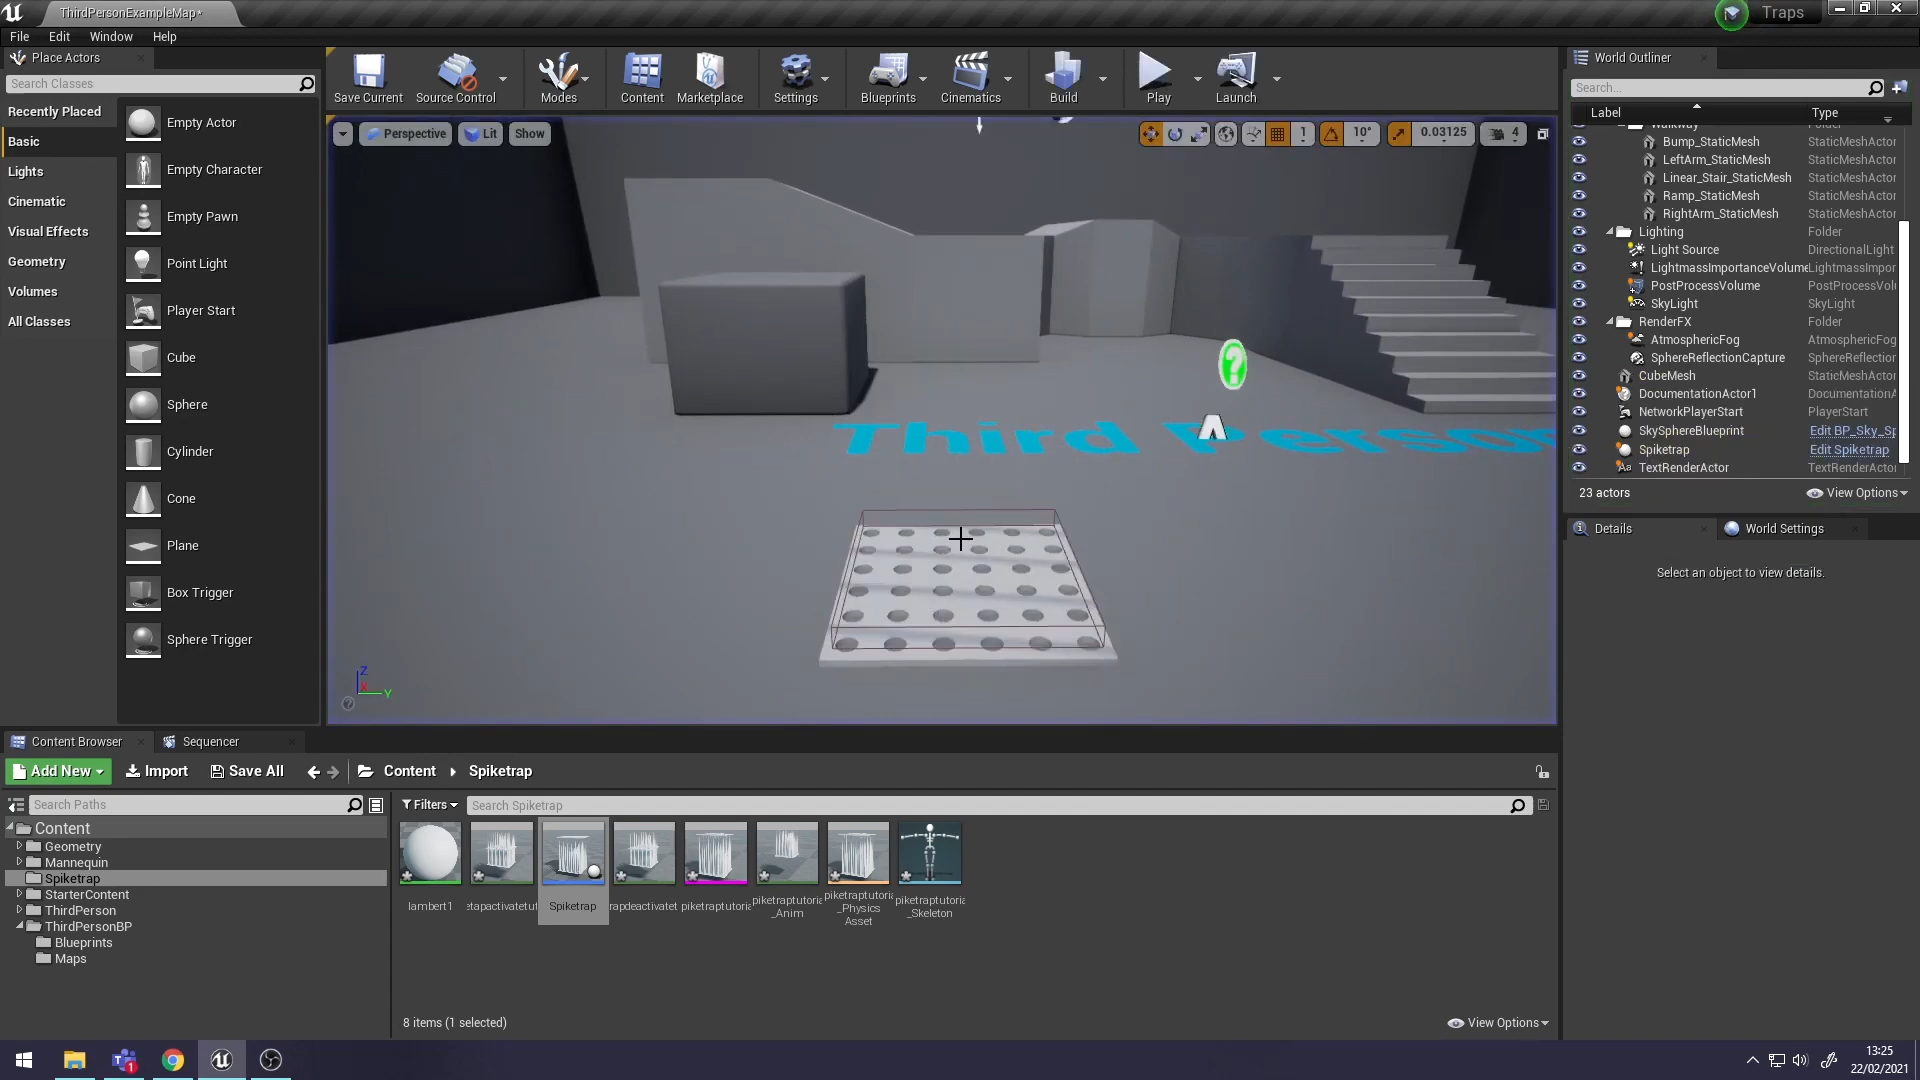 ThirdPersonExampleMap*
Traps
File Edit Window Help
Place Actors
Search Classes
Recently Placed
Basic
Lights
Cinematic
Visual Effects
Geometry
Volumes
All Classes
Empty Actor
Empty Character
Empty Pawn
Point Light
Player Start
Cube
Sphere
Cylinder
Cone
Plane
Box Trigger
Sphere Trigger
Save Current Source Control Modes Content Marketplace Settings Blueprints Cinematics Build Play Launch
Perspective Lit Show
1 10° 0.03125 4
Third Person
Z
X
Y
World Outliner
Search...
Label Type
Walkway Folder
Bump_StaticMesh StaticMeshActor
LeftArm_StaticMesh StaticMeshActor
Linear_Stair_StaticMesh StaticMeshActor
Ramp_StaticMesh StaticMeshActor
RightArm_StaticMesh StaticMeshActor
Lighting Folder
Light Source DirectionalLight
LightmassImportanceVolume LightmassImpor
PostProcessVolume PostProcessVolu
SkyLight SkyLight
RenderFX Folder
AtmosphericFog AtmosphericFog
SphereReflectionCapture SphereReflection
CubeMesh StaticMeshActor
DocumentationActor1 DocumentationA
NetworkPlayerStart PlayerStart
SkySphereBlueprint Edit BP_Sky_Sp
Spiketrap Edit Spiketrap
TextRenderActor TextRenderActor
23 actors View Options
Details World Settings
Select an object to view details.
Content Browser Sequencer
Add New Import Save All Content Spiketrap
Search Paths
Filters Search Spiketrap
Content
Geometry
Mannequin
Spiketrap
StarterContent
ThirdPerson
ThirdPersonBP
Blueprints
Maps
lambert1
etapactivatetut
Spiketrap
rapdeactivatet
piketraptutoria
piketraptutoria
_Anim
piketraptutoria
_Physics
Asset
piketraptutoria
_Skeleton
8 items (1 selected) View Options
1
13:25
22/02/2021